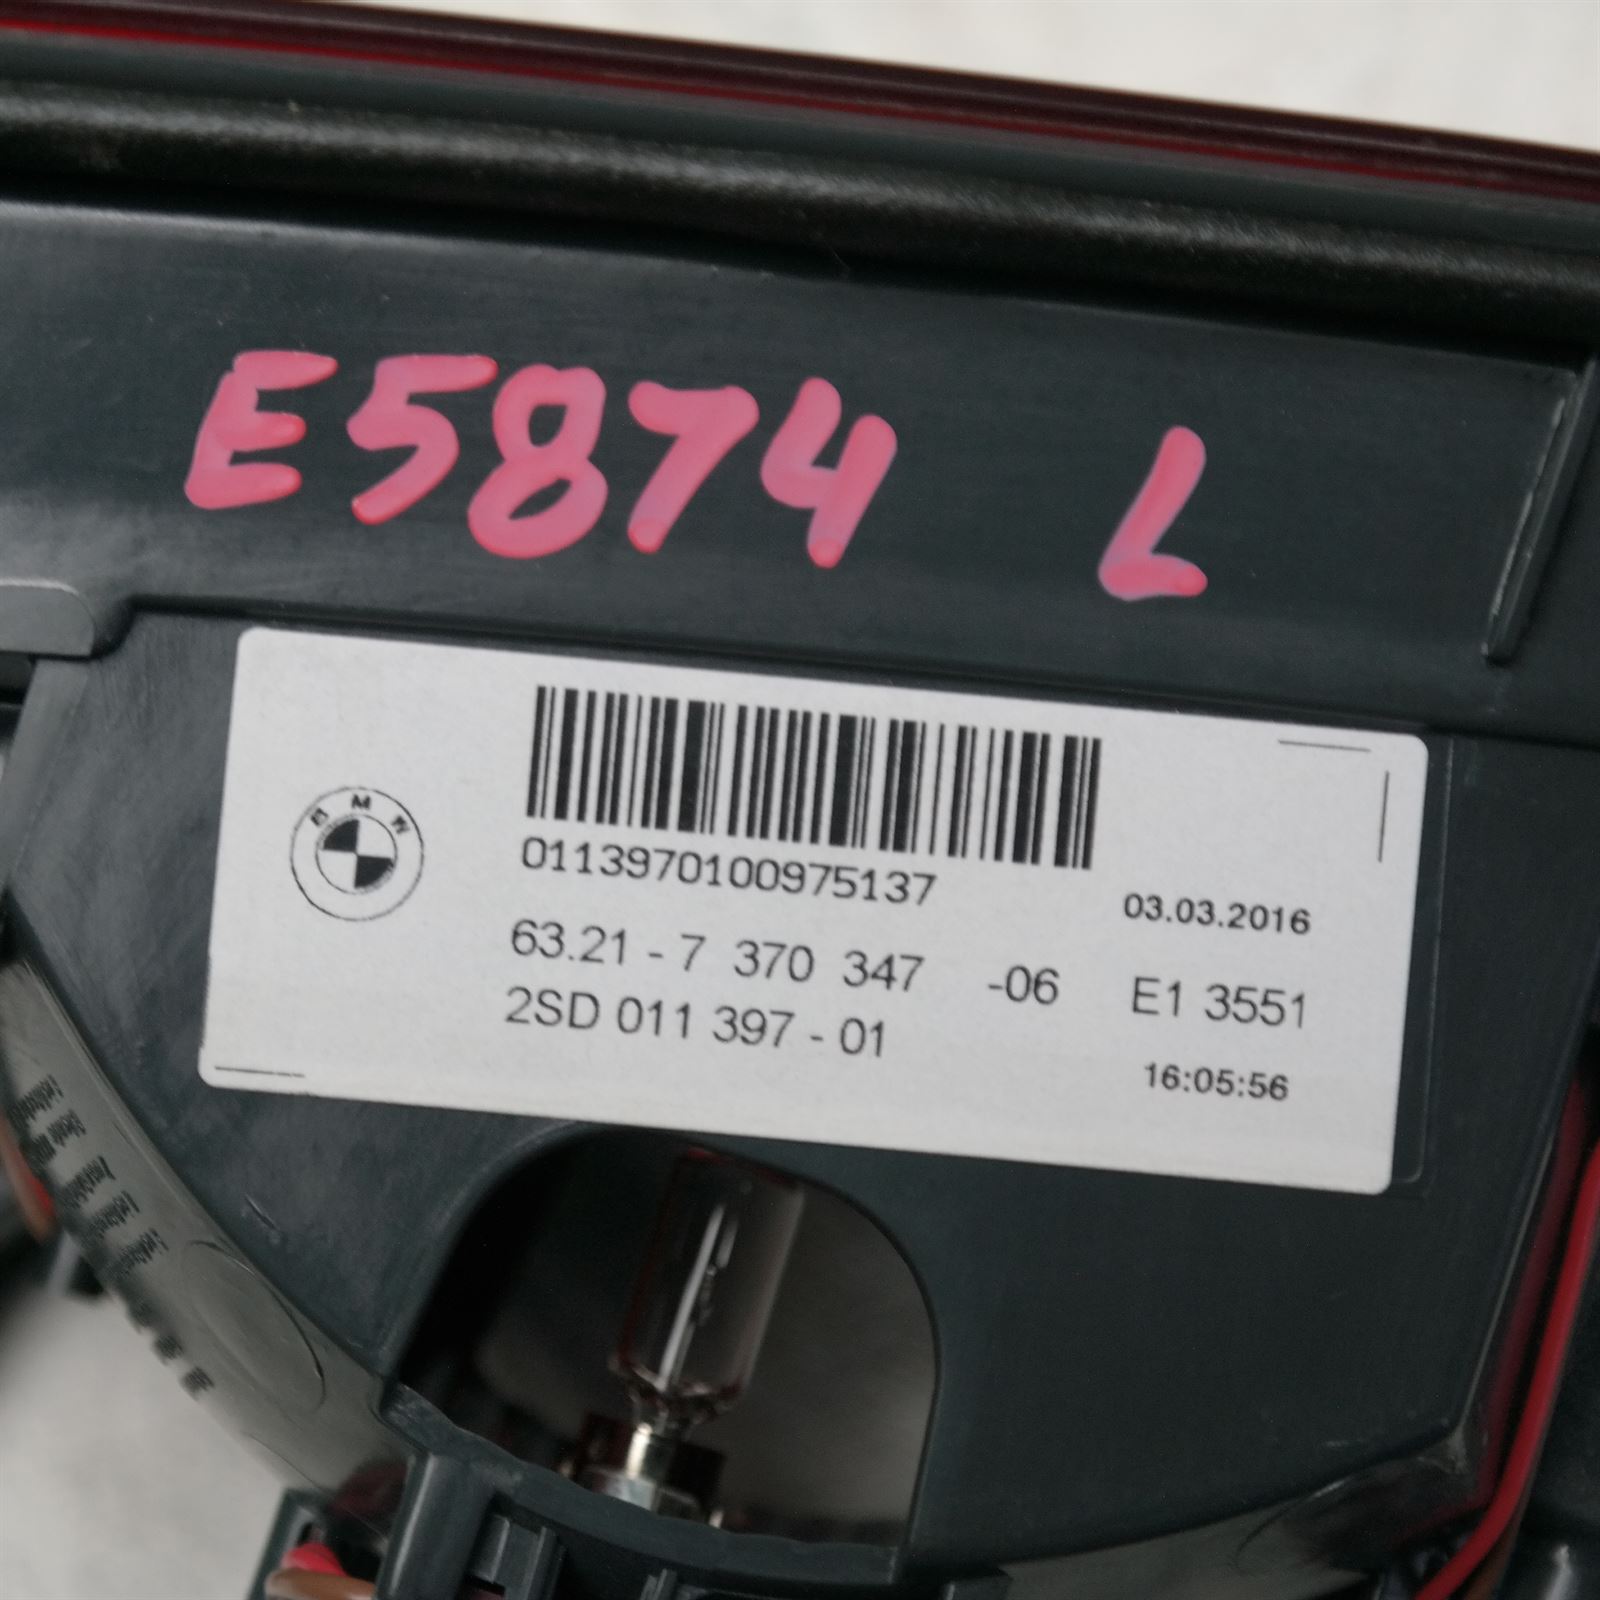 E5874 L
BMW
0113970100975137
03.03.2016
63.21 - 7 370 347 -06 E1 3551
2SD 011 397 - 01
16:05:56